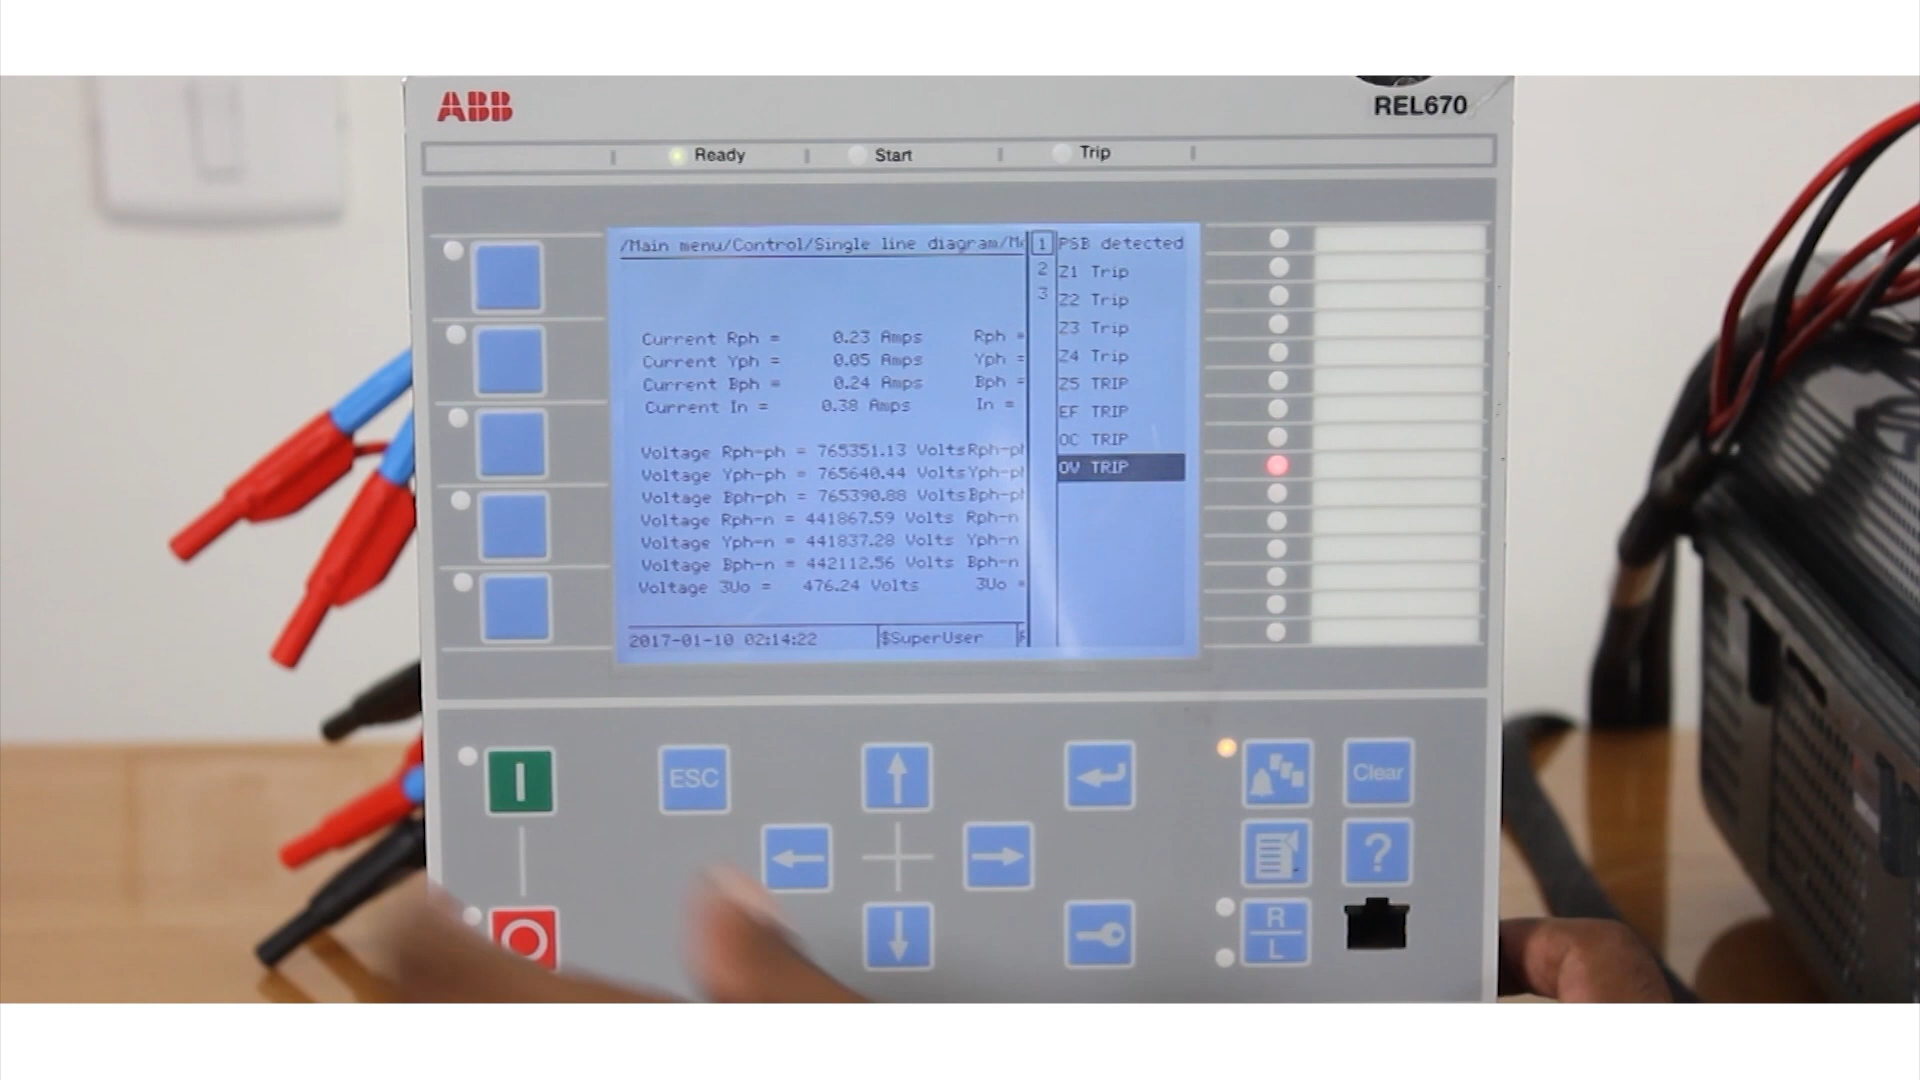 ABB
REL670
Ready
Start
Trip
/Main menu/Control/Single line diagram/M
Current Rph = 0.23 Amps Rph =
Current Yph = 0.05 Amps Yph =
Current Bph = 0.24 Amps Bph =
Current In = 0.38 Amps In =
Voltage Rph-ph = 765351.13 Volts Rph-ph
Voltage Yph-ph = 765640.44 Volts Yph-ph
Voltage Bph-ph = 765390.88 Volts Bph-ph
Voltage Rph-n = 441867.59 Volts Rph-n
Voltage Yph-n = 441837.28 Volts Yph-n
Voltage Bph-n = 442112.56 Volts Bph-n
Voltage 3Uo = 476.24 Volts 3Uo =
2017-01-10 02:14:22 $SuperUser
1 PSB detected
2 Z1 Trip
3 Z2 Trip
Z3 Trip
Z4 Trip
Z5 TRIP
EF TRIP
OC TRIP
OV TRIP
I
ESC
Clear
?
O
R
L